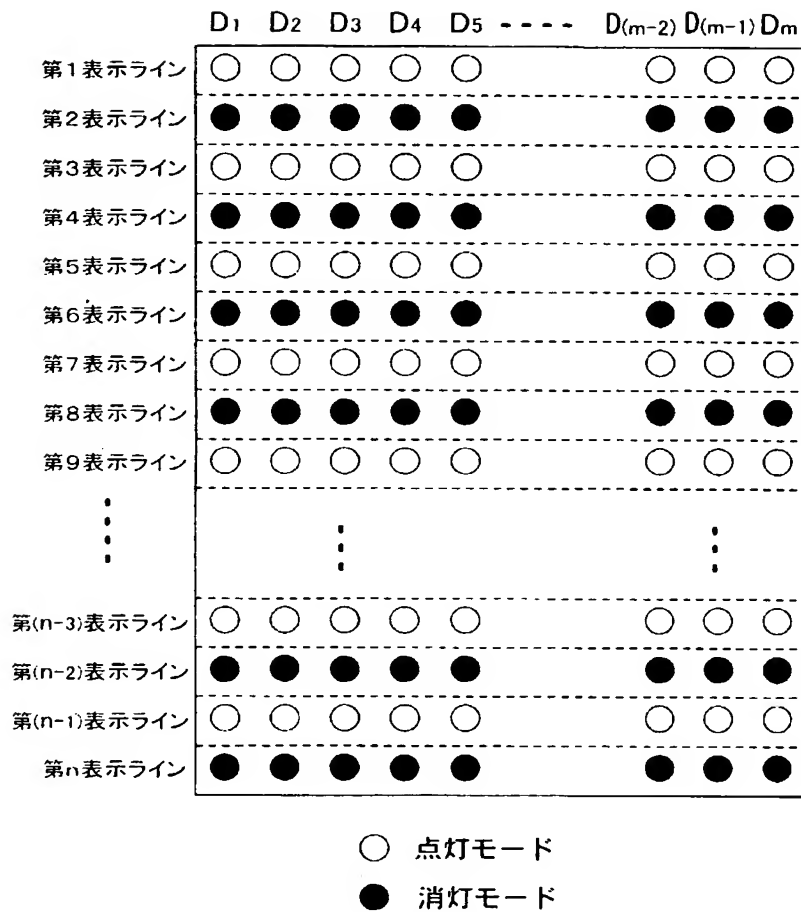 D1 D2 D3 D4 D5 ---- D(m-2) D(m-1) Dm
第1表示ライン
第2表示ライン
第3表示ライン
第4表示ライン
第5表示ライン
第6表示ライン
第7表示ライン
第8表示ライン
第9表示ライン
第(n-3)表示ライン
第(n-2)表示ライン
第(n-1)表示ライン
第n表示ライン
○ 点灯モード
● 消灯モード